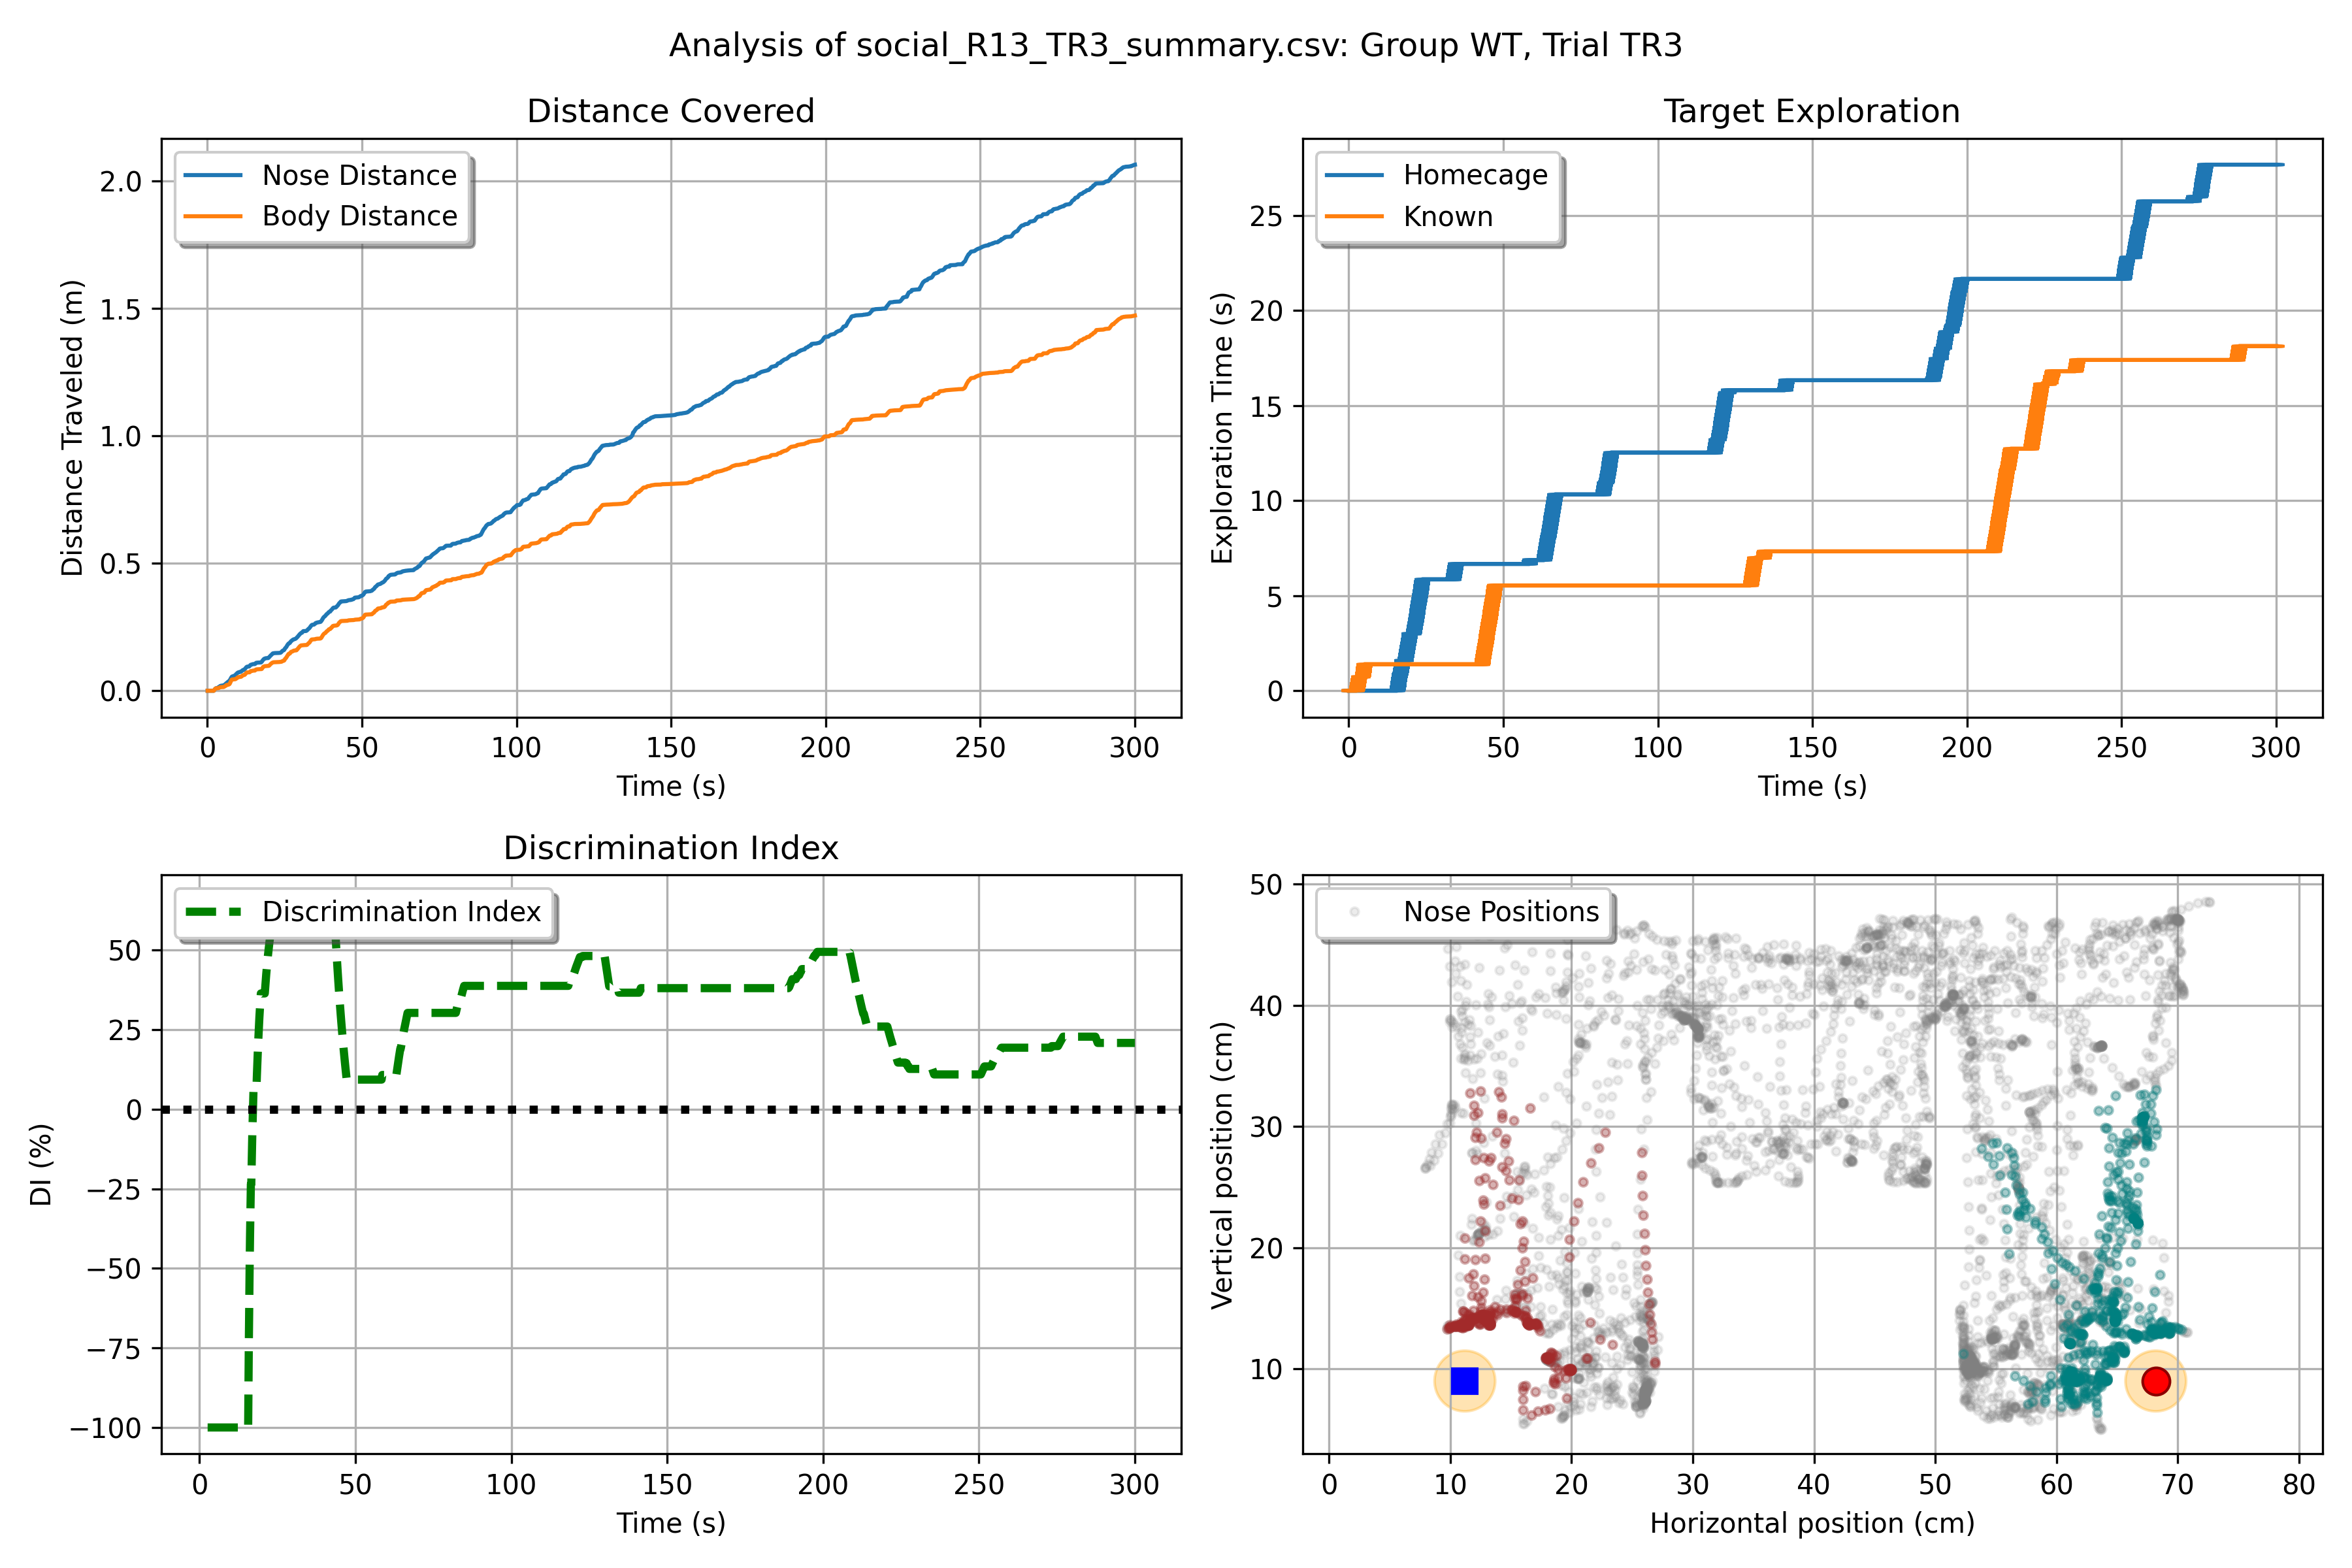 Analysis of social_R13_TR3_summary.csv: Group WT, Trial TR3
Distance Covered
Nose Distance
Body Distance
Distance Traveled (m)
2.0
1.5
1.0
0.5
0.0
0 50 100 150 200 250 300
Time (s)
Target Exploration
Homecage
Known
Exploration Time (s)
25
20
15
10
5
0
0 50 100 150 200 250 300
Time (s)
Discrimination Index
Discrimination Index
DI (%)
50
25
0
−25
−50
−75
−100
0 50 100 150 200 250 300
Time (s)
Nose Positions
Vertical position (cm)
50
40
30
20
10
0 10 20 30 40 50 60 70 80
Horizontal position (cm)